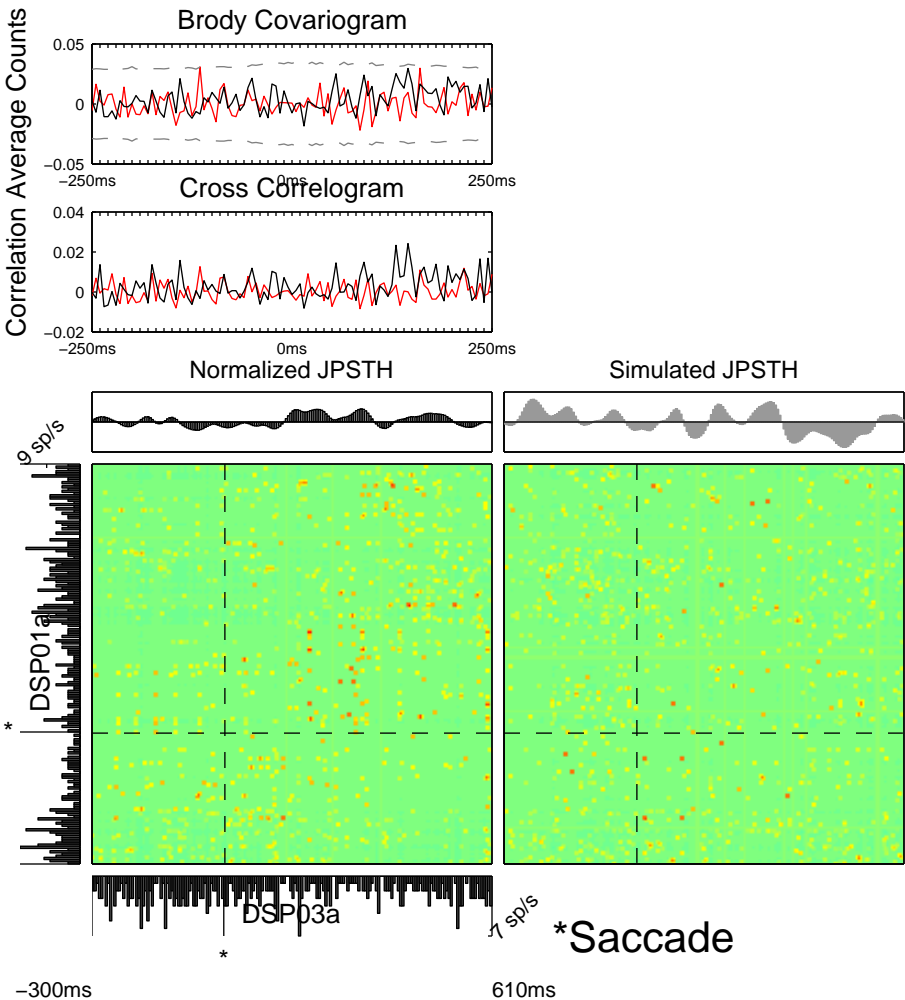 Brody Covariogram
Correlation Average Counts
0.05
0
−0.05
−250ms
0ms
250ms
Cross Correlogram
0.04
0.02
0
−0.02
−250ms
0ms
250ms
Normalized JPSTH
Simulated JPSTH
9 sp/s
DSP01a
*
DSP03a
7 sp/s
*
*Saccade
−300ms
610ms